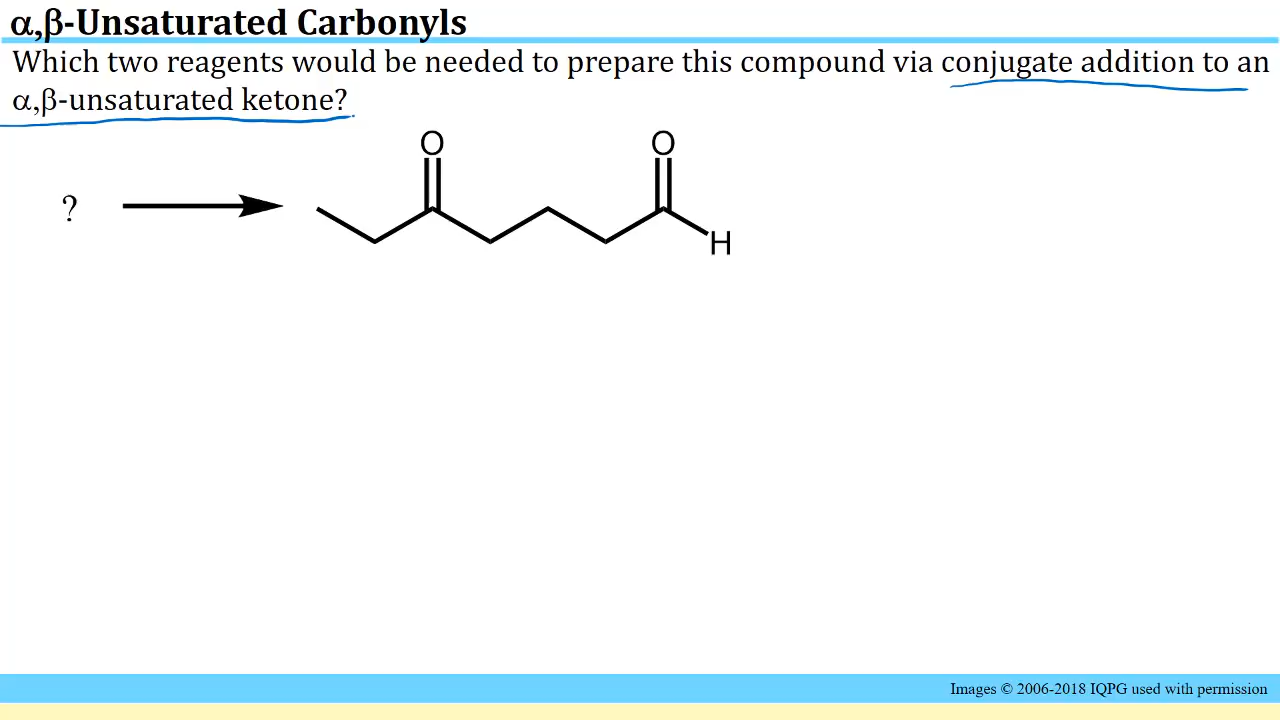 α,β-Unsaturated Carbonyls
Which two reagents would be needed to prepare this compound via conjugate addition to an
α,β-unsaturated ketone?
O O
? H
Images © 2006-2018 IQPG used with permission